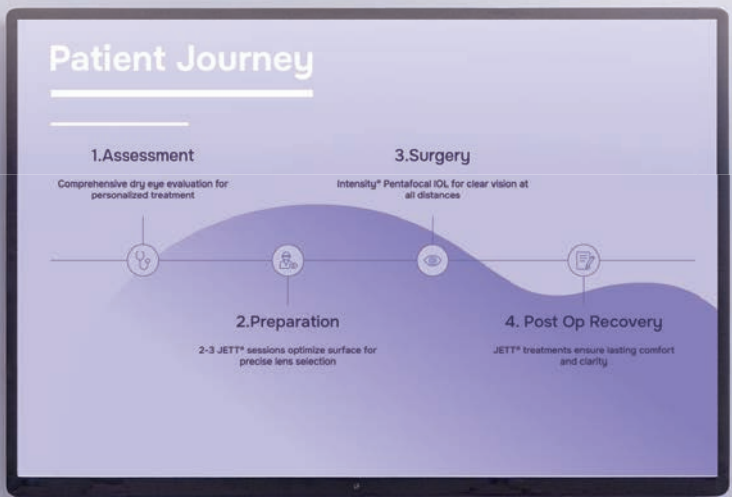 Patient Journey
1.Assessment
Comprehensive dry eye evaluation for
personalized treatment
3.Surgery
Intensity® Pentafocal IOL for clear vision at
all distances
2.Preparation
2-3 JETT® sessions optimize surface for
precise lens selection
4. Post Op Recovery
JETT® treatments ensure lasting comfort
and clarity